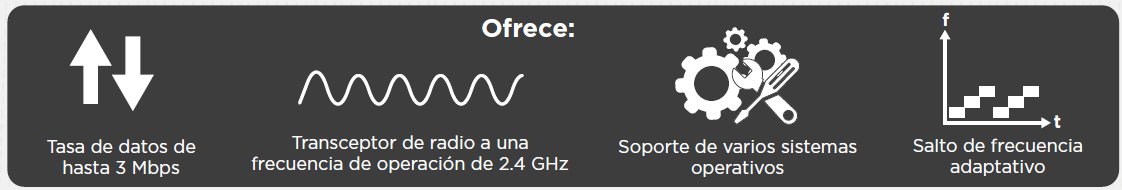 Ofrece:
Tasa de datos de
hasta 3 Mbps
Transceptor de radio a una
frecuencia de operación de 2.4 GHz
Soporte de varios sistemas
operativos
f
t
Salto de frecuencia
adaptativo